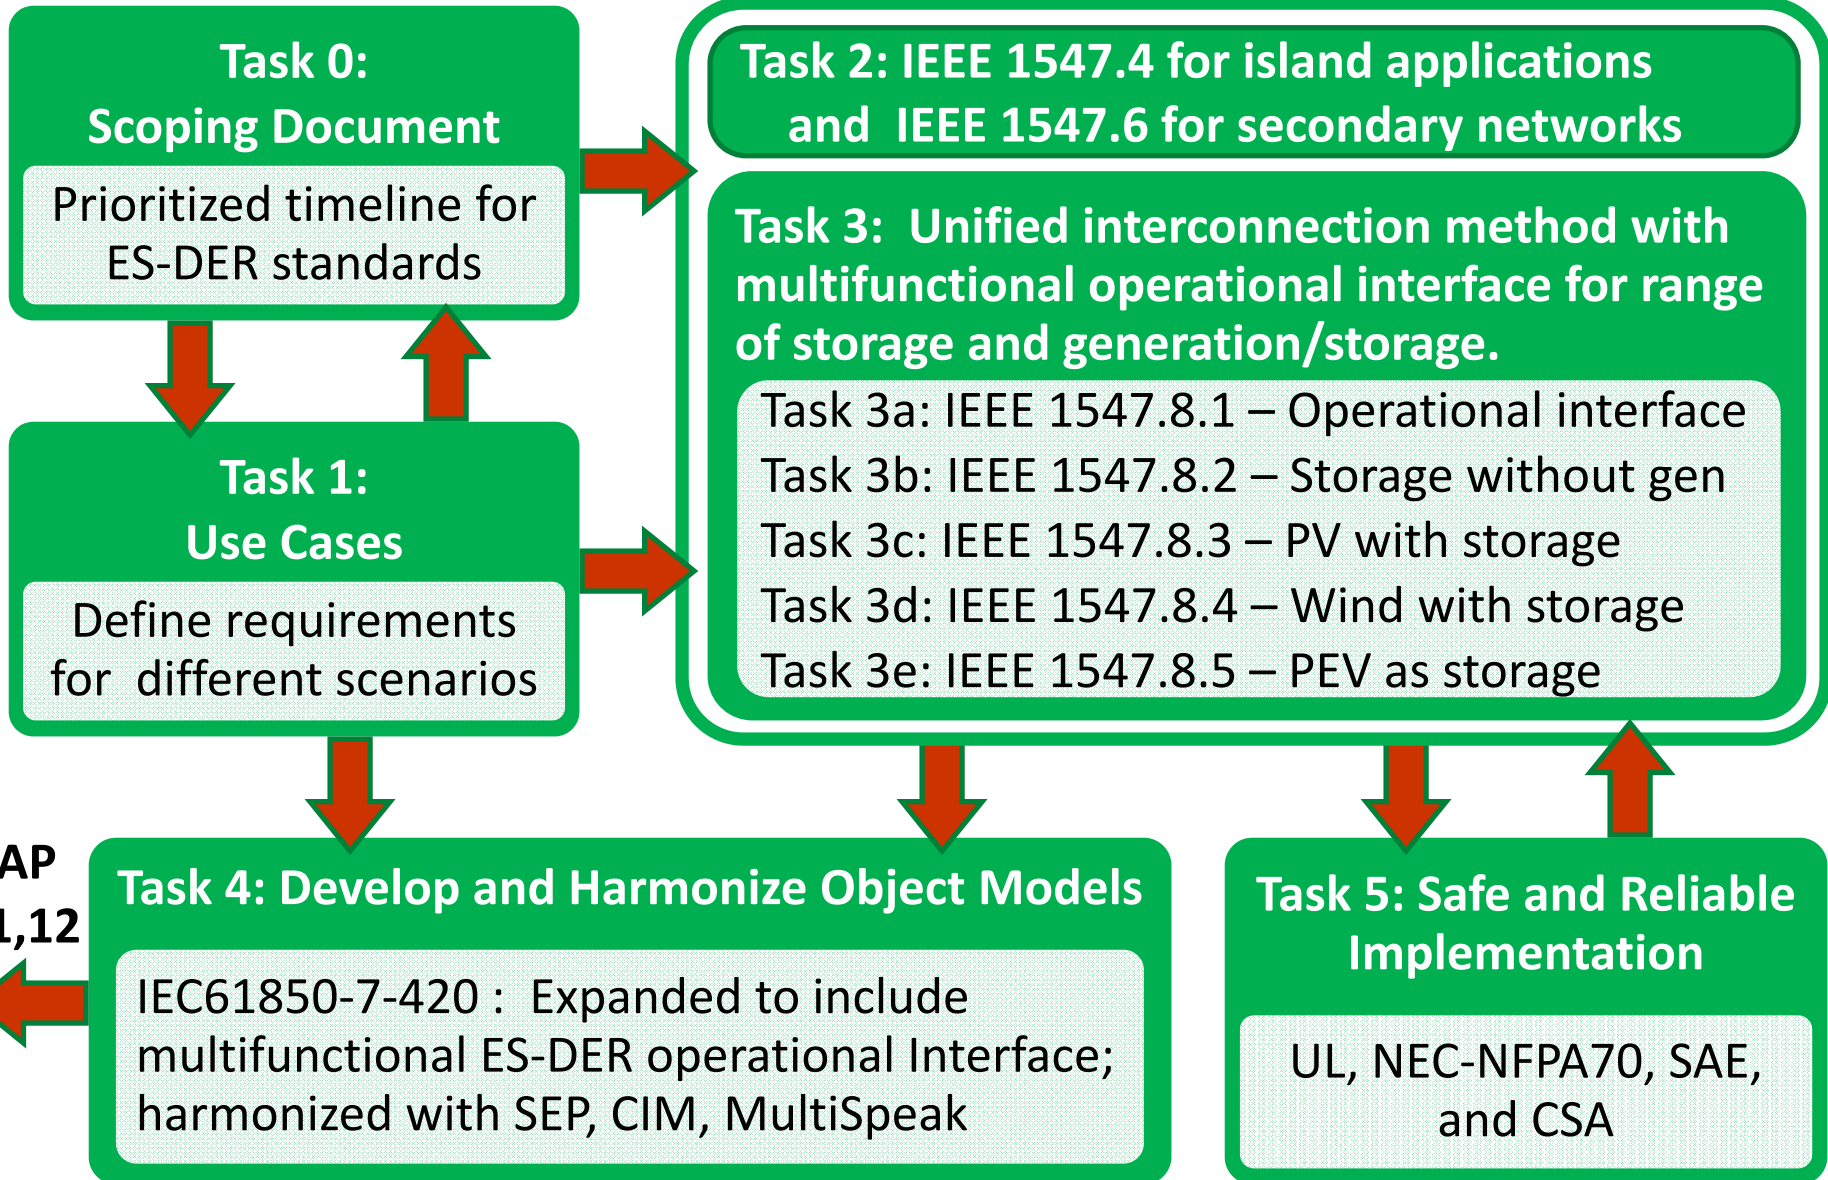 Task 0:
Scoping Document
Prioritized timeline for
ES-DER standards
Task 1:
Use Cases
Define requirements
for different scenarios
Task 2: IEEE 1547.4 for island applications
and IEEE 1547.6 for secondary networks
Task 3: Unified interconnection method with
multifunctional operational interface for range
of storage and generation/storage.
Task 3a: IEEE 1547.8.1 – Operational interface
Task 3b: IEEE 1547.8.2 – Storage without gen
Task 3c: IEEE 1547.8.3 – PV with storage
Task 3d: IEEE 1547.8.4 – Wind with storage
Task 3e: IEEE 1547.8.5 – PEV as storage
AP
1,12
Task 4: Develop and Harmonize Object Models
IEC61850-7-420 : Expanded to include
multifunctional ES-DER operational Interface;
harmonized with SEP, CIM, MultiSpeak
Task 5: Safe and Reliable
Implementation
UL, NEC-NFPA70, SAE,
and CSA